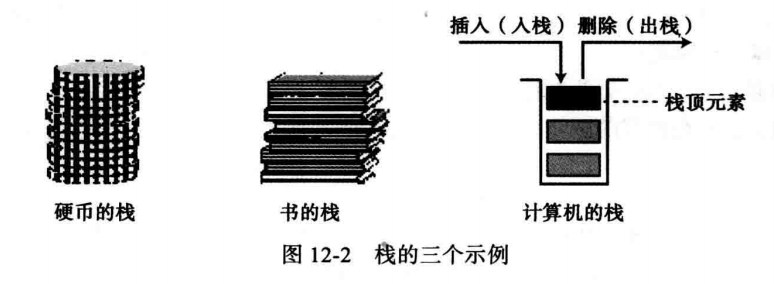 插入（入栈） 删除（出栈）
栈顶元素
硬币的栈 书的栈 计算机的栈
图 12-2 栈的三个示例